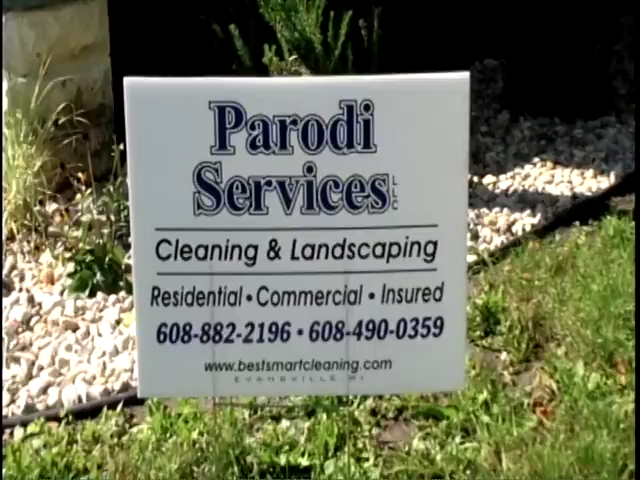 Parodi
Services LLC
Cleaning & Landscaping
Residential • Commercial • Insured
608-882-2196 • 608-490-0359
www.bestsmartcleaning.com
EVANSVILLE, WI